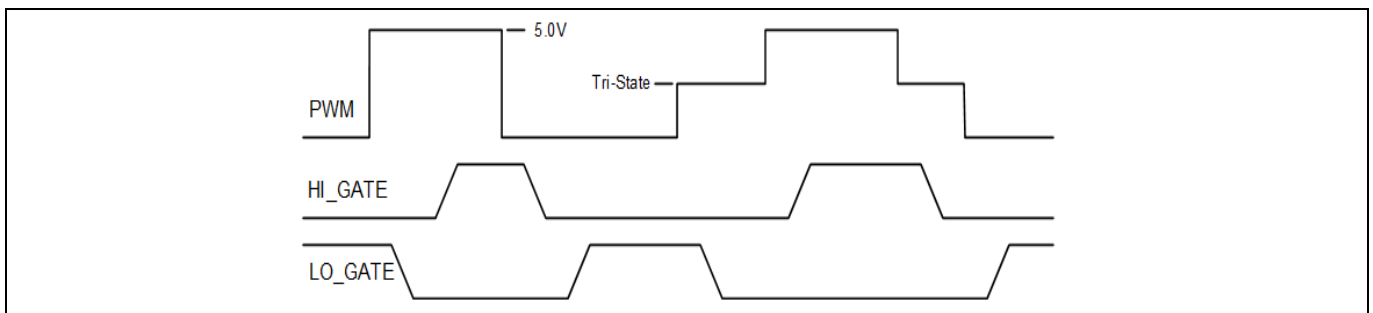 5.0V
Tri-State
PWM
HI_GATE
LO_GATE